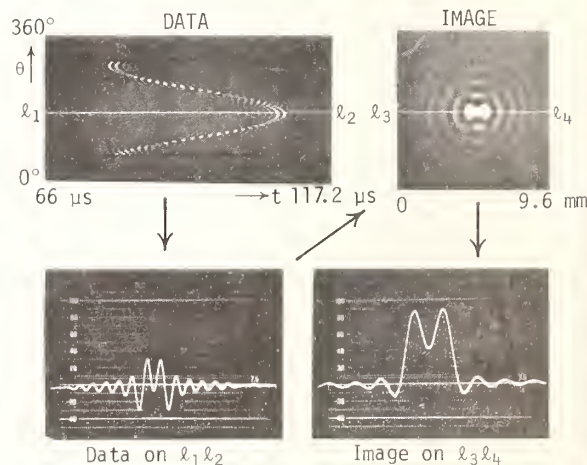 DATA
360°
θ
ℓ₁
ℓ₂
0°
66 μs
→t 117.2 μs
IMAGE
ℓ₃
ℓ₄
0
9.6 mm
Data on ℓ₁ℓ₂
Image on ℓ₃ℓ₄